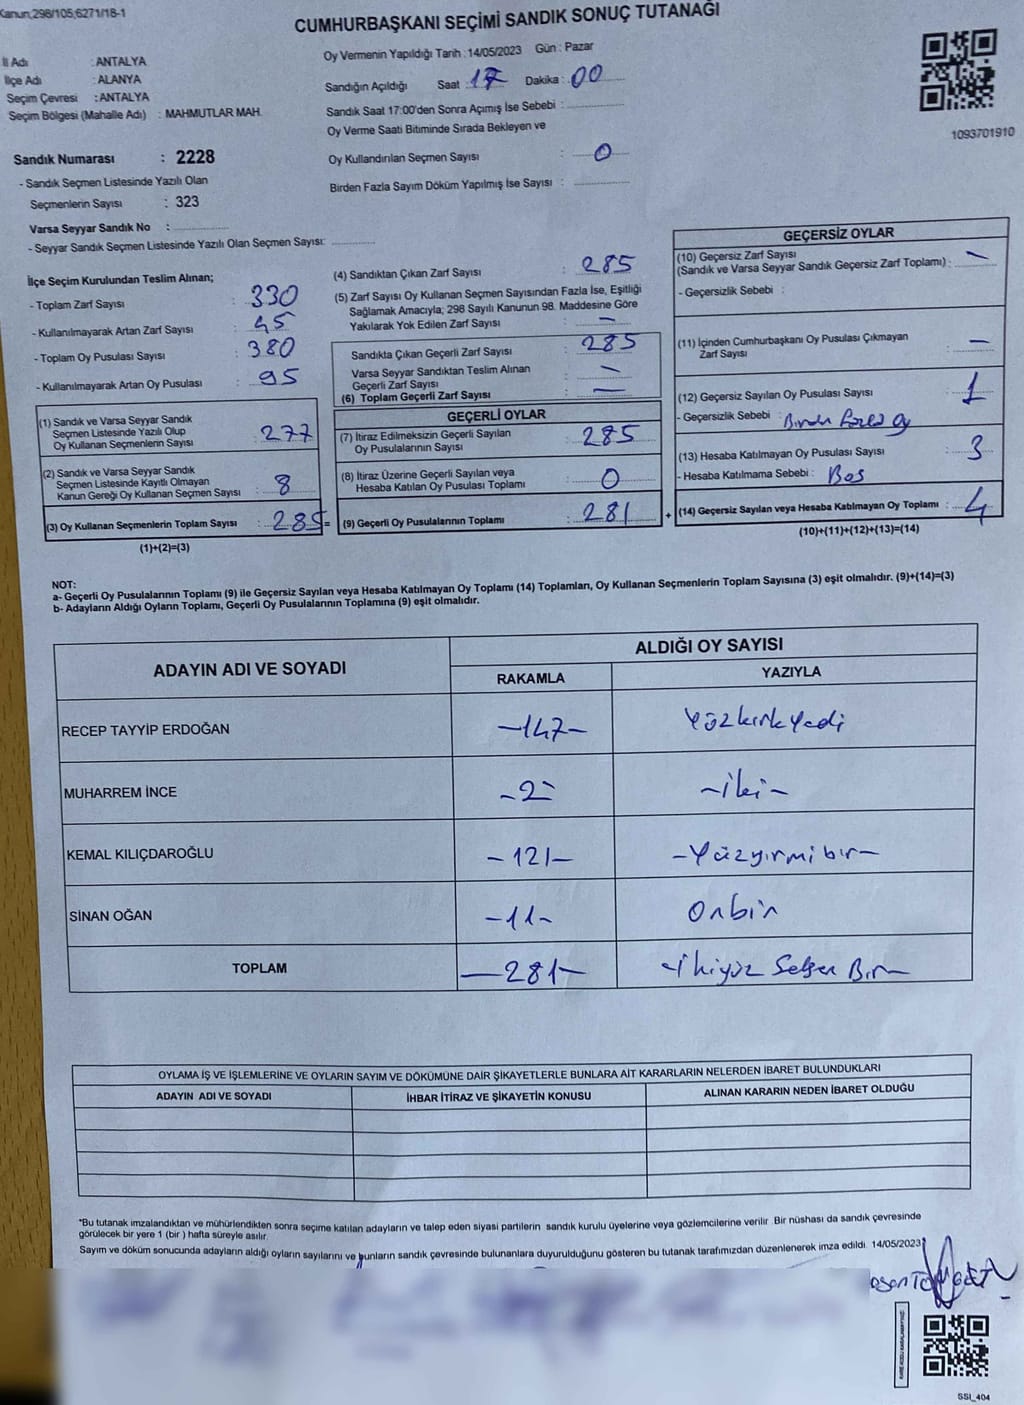 Kanun,298/105;6271/18-1
CUMHURBAŞKANI SEÇİMİ SANDIK SONUÇ TUTANAĞI
İl Adı : ANTALYA
İlçe Adı : ALANYA
Seçim Çevresi : ANTALYA
Seçim Bölgesi (Mahalle Adı) : MAHMUTLAR MAH.
Sandık Numarası : 2228
- Sandık Seçmen Listesinde Yazılı Olan
Seçmenlerin Sayısı : 323
Varsa Seyyar Sandık No :
- Seyyar Sandık Seçmen Listesinde Yazılı Olan Seçmen Sayısı:
Oy Vermenin Yapıldığı Tarih : 14/05/2023 Gün : Pazar
Sandığın Açıldığı Saat : 17 Dakika : 00
Sandık Saat 17:00'den Sonra Açımış İse Sebebi :
Oy Verme Saati Bitiminde Sırada Bekleyen ve
Oy Kullandırılan Seçmen Sayısı : 0
Birden Fazla Sayım Döküm Yapılmış İse Sayısı :
1093701910
İlçe Seçim Kurulundan Teslim Alınan;
- Toplam Zarf Sayısı : 330
- Kullanılmayarak Artan Zarf Sayısı : 45
- Toplam Oy Pusulası Sayısı : 380
- Kullanılmayarak Artan Oy Pusulası : 95
(1) Sandık ve Varsa Seyyar Sandık
Seçmen Listesinde Yazılı Olup
Oy Kullanan Seçmenlerin Sayısı : 277
(2) Sandık ve Varsa Seyyar Sandık
Seçmen Listesinde Kayıtlı Olmayan
Kanun Gereği Oy Kullanan Seçmen Sayısı : 8
(3) Oy Kullanan Seçmenlerin Toplam Sayısı : 285 =
(1)+(2)=(3)
(4) Sandıktan Çıkan Zarf Sayısı : 285
(5) Zarf Sayısı Oy Kullanan Seçmen Sayısından Fazla İse, Eşitliği
Sağlamak Amacıyla; 298 Sayılı Kanunun 98. Maddesine Göre
Yakılarak Yok Edilen Zarf Sayısı : –
Sandıkta Çıkan Geçerli Zarf Sayısı : 285
Varsa Seyyar Sandıktan Teslim Alınan
Geçerli Zarf Sayısı : –
(6) Toplam Geçerli Zarf Sayısı : —
GEÇERLİ OYLAR
(7) İtiraz Edilmeksizin Geçerli Sayılan
Oy Pusulalarının Sayısı : 285
(8) İtiraz Üzerine Geçerli Sayılan veya
Hesaba Katılan Oy Pusulası Toplamı : 0
(9) Geçerli Oy Pusulalarının Toplamı : 281 +
GEÇERSİZ OYLAR
(10) Geçersiz Zarf Sayısı
(Sandık ve Varsa Seyyar Sandık Geçersiz Zarf Toplamı) : –
- Geçersizlik Sebebi :
(11) İçinden Cumhurbaşkanı Oy Pusulası Çıkmayan
Zarf Sayısı : –
(12) Geçersiz Sayılan Oy Pusulası Sayısı : 1
- Geçersizlik Sebebi : Birden Fazla Oy
(13) Hesaba Katılmayan Oy Pusulası Sayısı : 3
- Hesaba Katılmama Sebebi : Boş
(14) Geçersiz Sayılan veya Hesaba Katılmayan Oy Toplamı : 4
(10)+(11)+(12)+(13)=(14)
NOT:
a- Geçerli Oy Pusulalarının Toplamı (9) ile Geçersiz Sayılan veya Hesaba Katılmayan Oy Toplamı (14) Toplamları, Oy Kullanan Seçmenlerin Toplam Sayısına (3) eşit olmalıdır. (9)+(14)=(3)
b- Adayların Aldığı Oyların Toplamı, Geçerli Oy Pusulalarının Toplamına (9) eşit olmalıdır.
ADAYIN ADI VE SOYADI
ALDIĞI OY SAYISI
RAKAMLA YAZIYLA
RECEP TAYYİP ERDOĞAN –147– Yüzkırkyedi
MUHARREM İNCE –2– –iki–
KEMAL KILIÇDAROĞLU –121– –Yüzyirmibir–
SİNAN OĞAN –11– Onbir
TOPLAM –281– –ikiyüz Seksen Bir–
OYLAMA İŞ VE İŞLEMLERİNE VE OYLARIN SAYIM VE DÖKÜMÜNE DAİR ŞİKAYETLERLE BUNLARA AİT KARARLARIN NELERDEN İBARET BULUNDUKLARI
ADAYIN ADI VE SOYADI İHBAR İTİRAZ VE ŞİKAYETİN KONUSU ALINAN KARARIN NEDEN İBARET OLDUĞU
*Bu tutanak imzalandıktan ve mühürlendikten sonra seçime katılan adayların ve talep eden siyasi partilerin sandık kurulu üyelerine veya gözlemcilerine verilir. Bir nüshası da sandık çevresinde
görülecek bir yere 1 (bir ) hafta süreyle asılır.
Sayım ve döküm sonucunda adayların aldığı oyların sayılarını ve bunların sandık çevresinde bulunanlara duyurulduğunu gösteren bu tutanak tarafımızdan düzenlenerek imza edildi. 14/05/2023
SSI_404